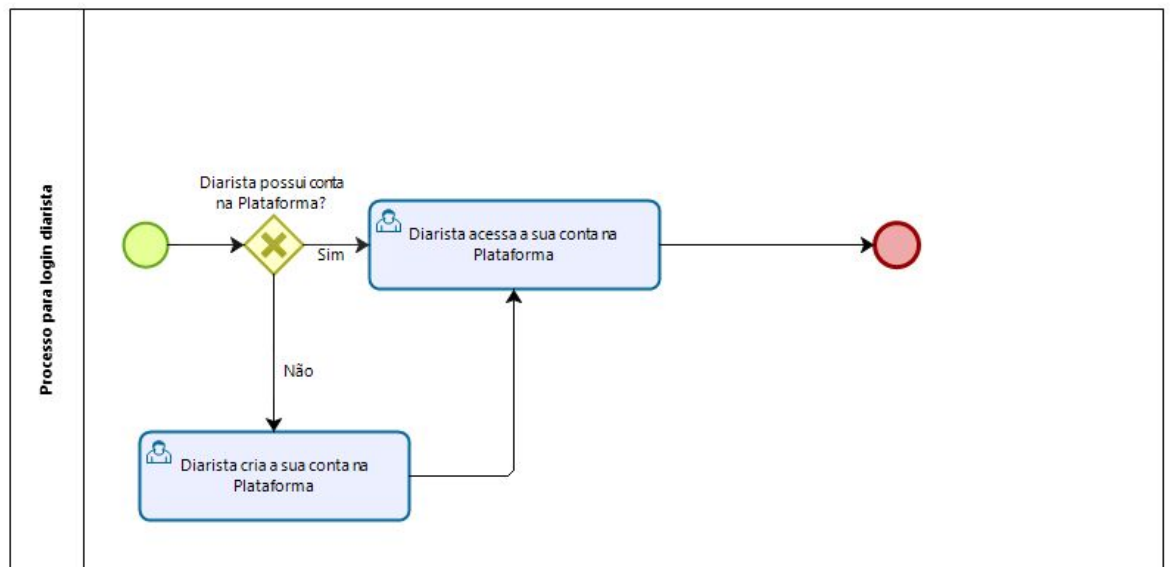 Processo para login diarista
Diarista possui conta
na Plataforma?
Sim
Diarista acessa a sua conta na
Plataforma
Não
Diarista cria a sua conta na
Plataforma